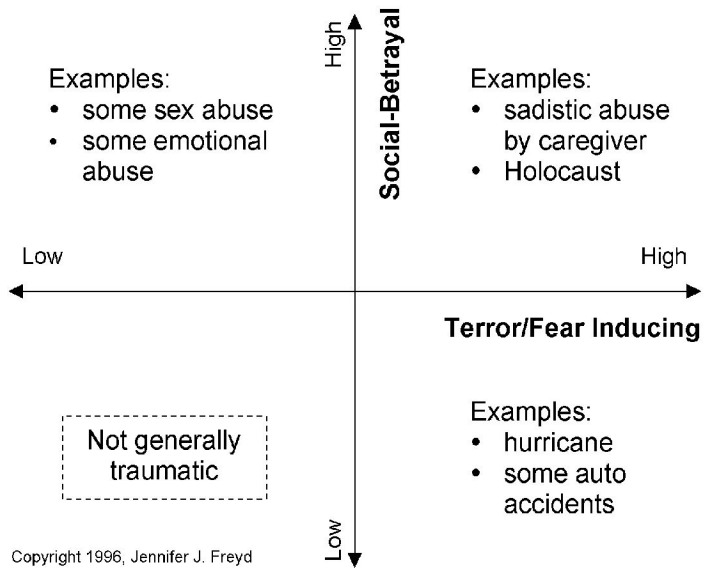 High
Social-Betrayal
Examples:
• some sex abuse
• some emotional
abuse
Examples:
• sadistic abuse
by caregiver
• Holocaust
Low
High
Terror/Fear Inducing
Not generally
traumatic
Examples:
• hurricane
• some auto
accidents
Low
Copyright 1996, Jennifer J. Freyd